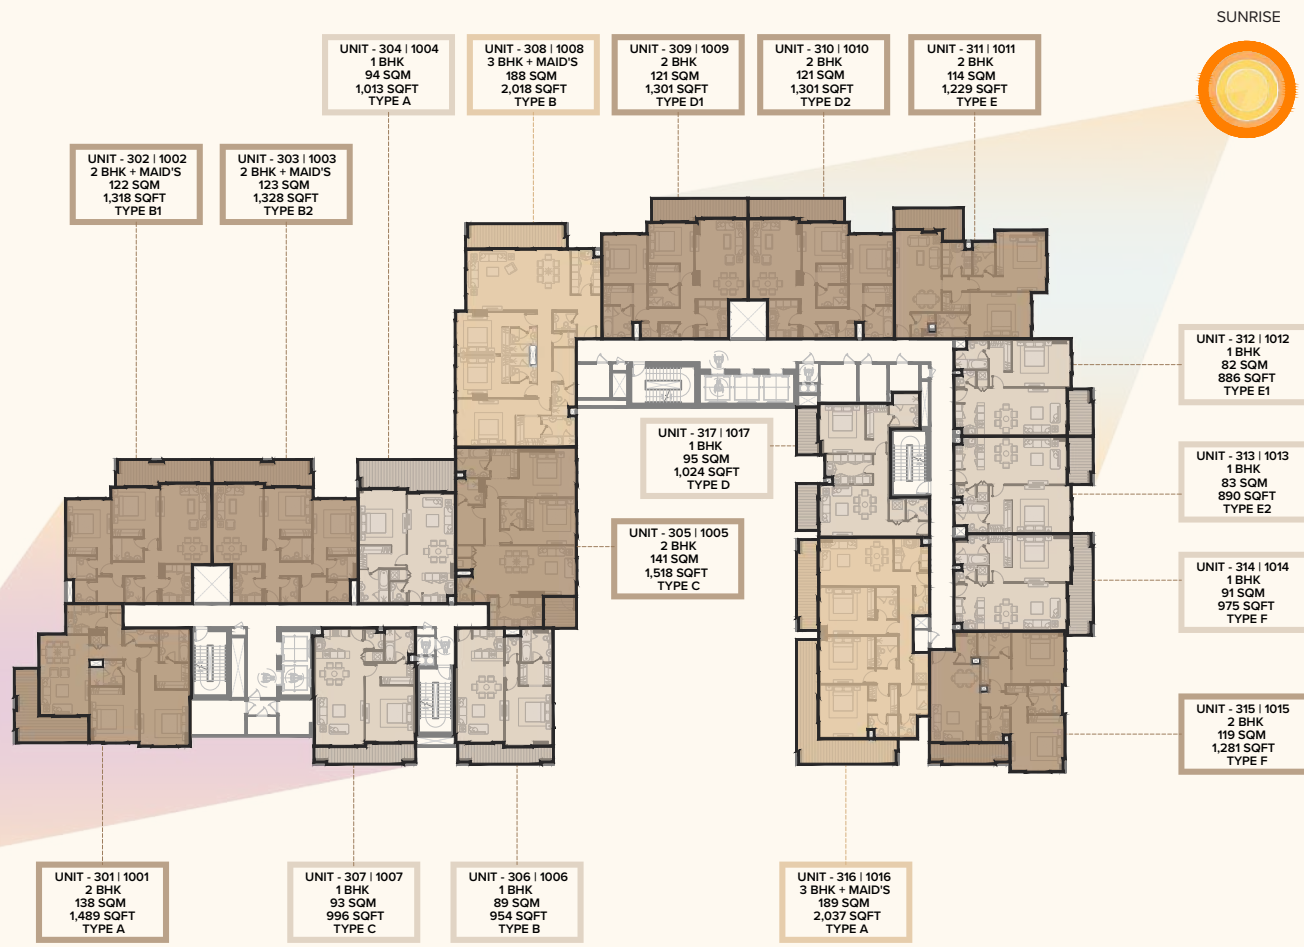 SUNRISE
UNIT - 304 | 1004
1 BHK
94 SQM
1,013 SQFT
TYPE A
UNIT - 308 | 1008
3 BHK + MAID'S
188 SQM
2,018 SQFT
TYPE B
UNIT - 309 | 1009
2 BHK
121 SQM
1,301 SQFT
TYPE D1
UNIT - 310 | 1010
2 BHK
121 SQM
1,301 SQFT
TYPE D2
UNIT - 311 | 1011
2 BHK
114 SQM
1,229 SQFT
TYPE E
UNIT - 302 | 1002
2 BHK + MAID'S
122 SQM
1,318 SQFT
TYPE B1
UNIT - 303 | 1003
2 BHK + MAID'S
123 SQM
1,328 SQFT
TYPE B2
UNIT - 312 | 1012
1 BHK
82 SQM
886 SQFT
TYPE E1
UNIT - 317 | 1017
1 BHK
95 SQM
1,024 SQFT
TYPE D
UNIT - 313 | 1013
1 BHK
83 SQM
890 SQFT
TYPE E2
UNIT - 305 | 1005
2 BHK
141 SQM
1,518 SQFT
TYPE C
UNIT - 314 | 1014
1 BHK
91 SQM
975 SQFT
TYPE F
UNIT - 315 | 1015
2 BHK
119 SQM
1,281 SQFT
TYPE F
UNIT - 301 | 1001
2 BHK
138 SQM
1,489 SQFT
TYPE A
UNIT - 307 | 1007
1 BHK
93 SQM
996 SQFT
TYPE C
UNIT - 306 | 1006
1 BHK
89 SQM
954 SQFT
TYPE B
UNIT - 316 | 1016
3 BHK + MAID'S
189 SQM
2,037 SQFT
TYPE A